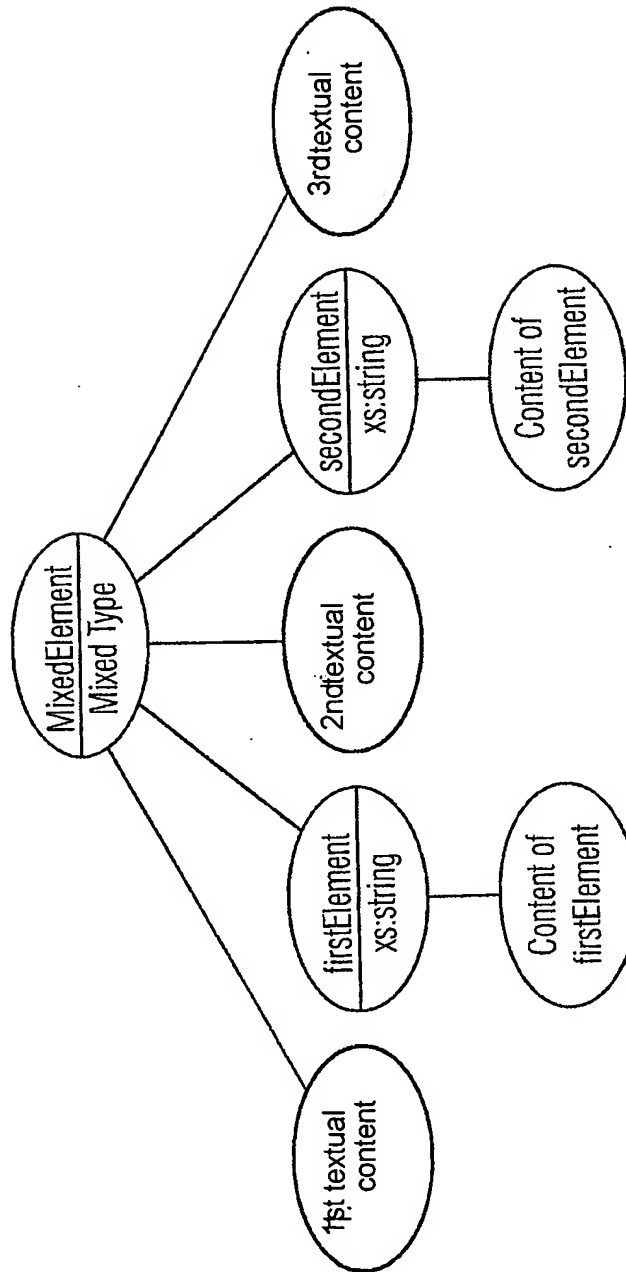 MixedElement
Mixed Type
1rst textual
content
firstElement
xs:string
2ndtextual
content
secondElement
xs:string
3rdtextual
content
Content of
firstElement
Content of
secondElement